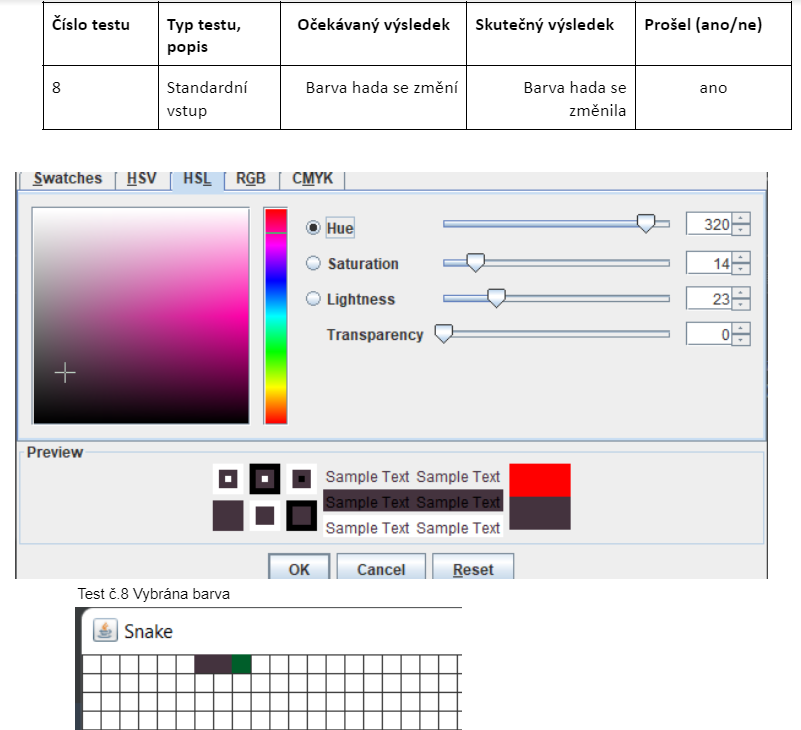 Číslo testu Typ testu, popis Očekávaný výsledek Skutečný výsledek Prošel (ano/ne)
8 Standardní vstup Barva hada se změní Barva hada se změnila ano
Swatches HSV HSL RGB CMYK
Hue 320
Saturation 14
Lightness 23
Transparency 0
Preview
Sample Text Sample Text
Sample Text Sample Text
Sample Text Sample Text
OK Cancel Reset
Test č.8 Vybrána barva
Snake